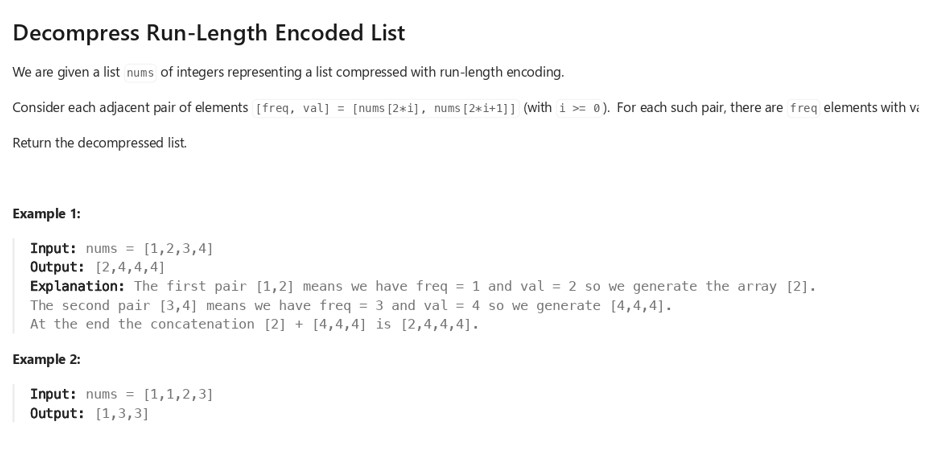 Decompress Run-Length Encoded List
We are given a list nums of integers representing a list compressed with run-length encoding.
Consider each adjacent pair of elements [freq, val] = [nums[2*i], nums[2*i+1]] (with i >= 0). For each such pair, there are freq elements with
Return the decompressed list.
Example 1:
Input: nums = [1,2,3,4]
Output: [2,4,4,4]
Explanation: The first pair [1,2] means we have freq = 1 and val = 2 so we generate the array [2].
The second pair [3,4] means we have freq = 3 and val = 4 so we generate [4,4,4].
At the end the concatenation [2] + [4,4,4] is [2,4,4,4].
Example 2:
Input: nums = [1,1,2,3]
Output: [1,3,3]